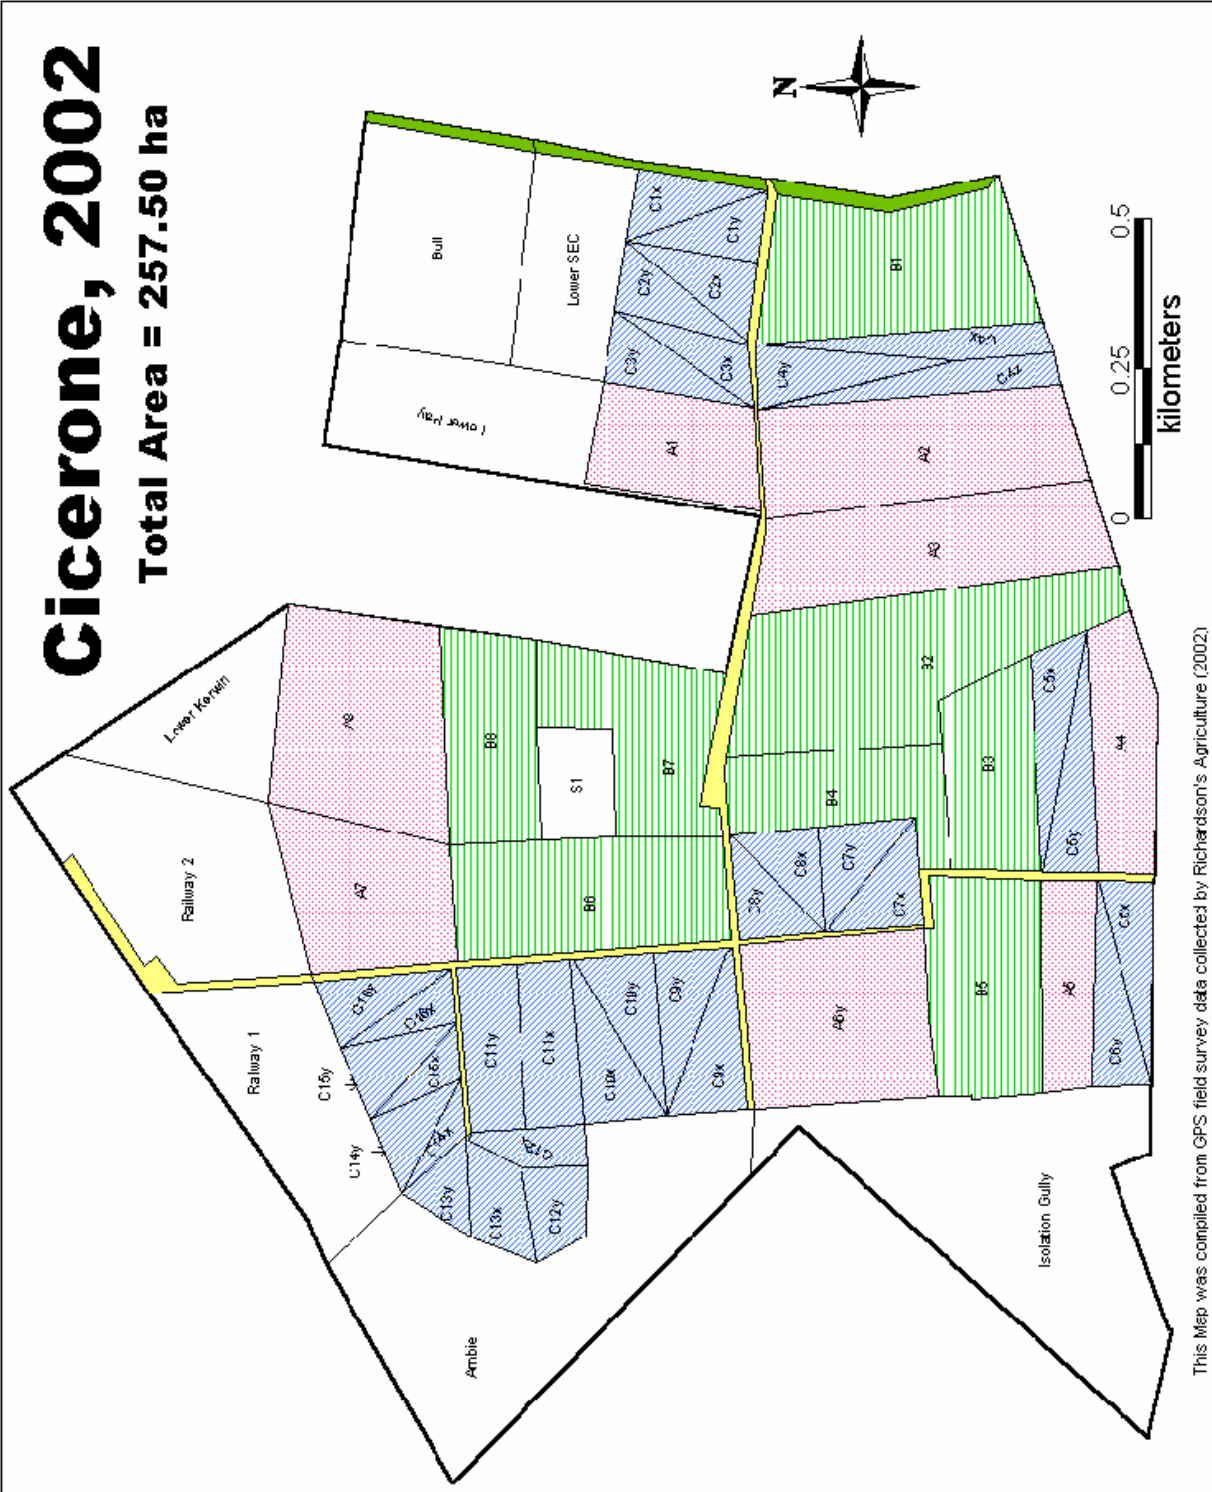 Cicerone, 2002
Total Area = 257.50 ha
N
Lower Kerwin
Railway 2
Railway 1
Ambie
Isolation Gully
Bull
Lower SEC
Lower Hay
C1x
C1y
C2y
C2x
C3y
C3x
A1
C4y
C4x
B1
A2
A3
B2
B3
B4
C5x
C5y
A4
A7
B8
S1
B7
B6
C8y
C8x
C7y
C7x
C16y
C16x
C15y
C15x
C14y
C14x
C13y
C13x
C12y
C11y
C11x
C10y
C10x
C9y
C9x
A6y
B5
C6x
C6y
0
0.25
0.5
kilometers
This Map was compiled from GPS field survey data collected by Richardson's Agriculture (2002)